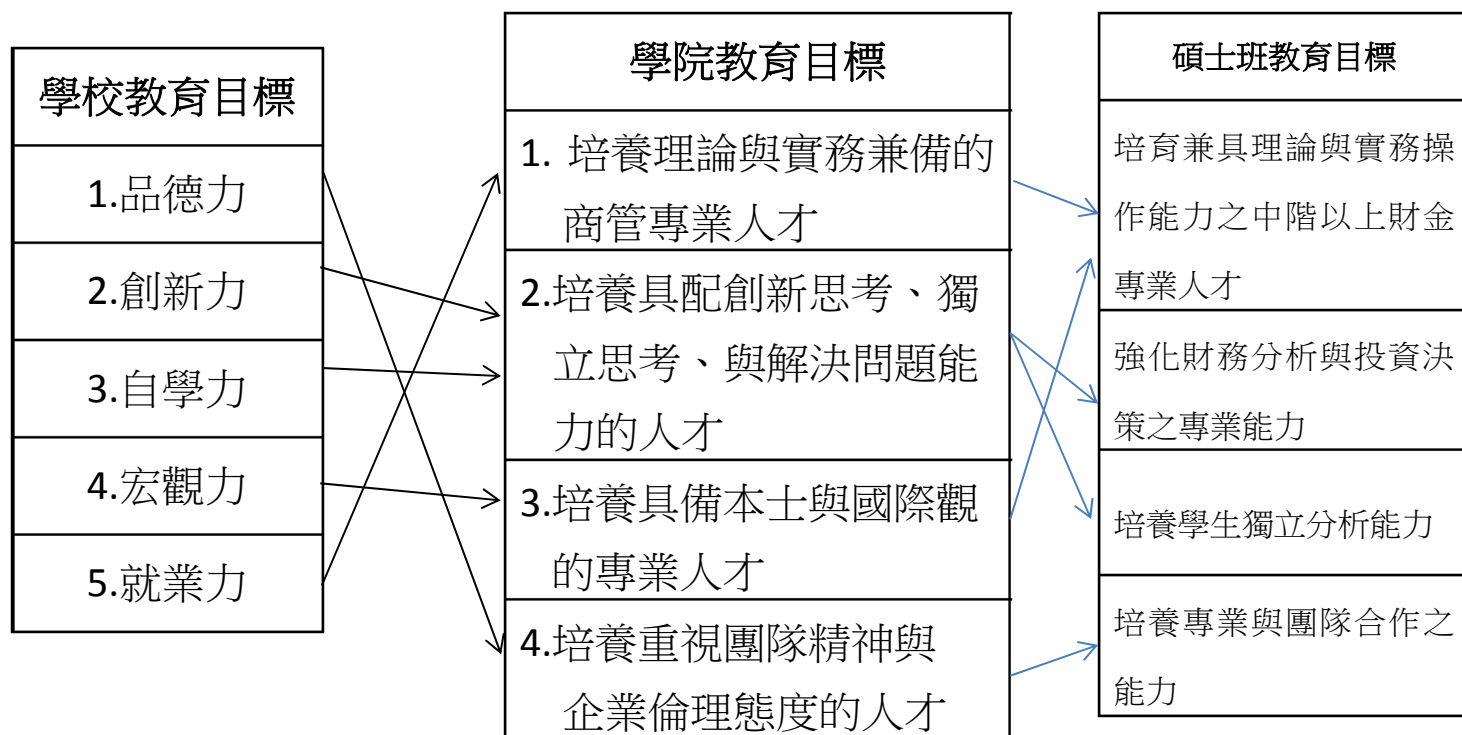 學校教育目標
1.品德力
2.創新力
3.自學力
4.宏觀力
5.就業力
學院教育目標
1. 培養理論與實務兼備的
商管專業人才
2.培養具配創新思考、獨
立思考、與解決問題能
力的人才
3.培養具備本士與國際觀
的專業人才
4.培養重視團隊精神與
企業倫理態度的人才
碩士班教育目標
培育兼具理論與實務操
作能力之中階以上財金
專業人才
強化財務分析與投資決
策之專業能力
培養學生獨立分析能力
培養專業與團隊合作之
能力